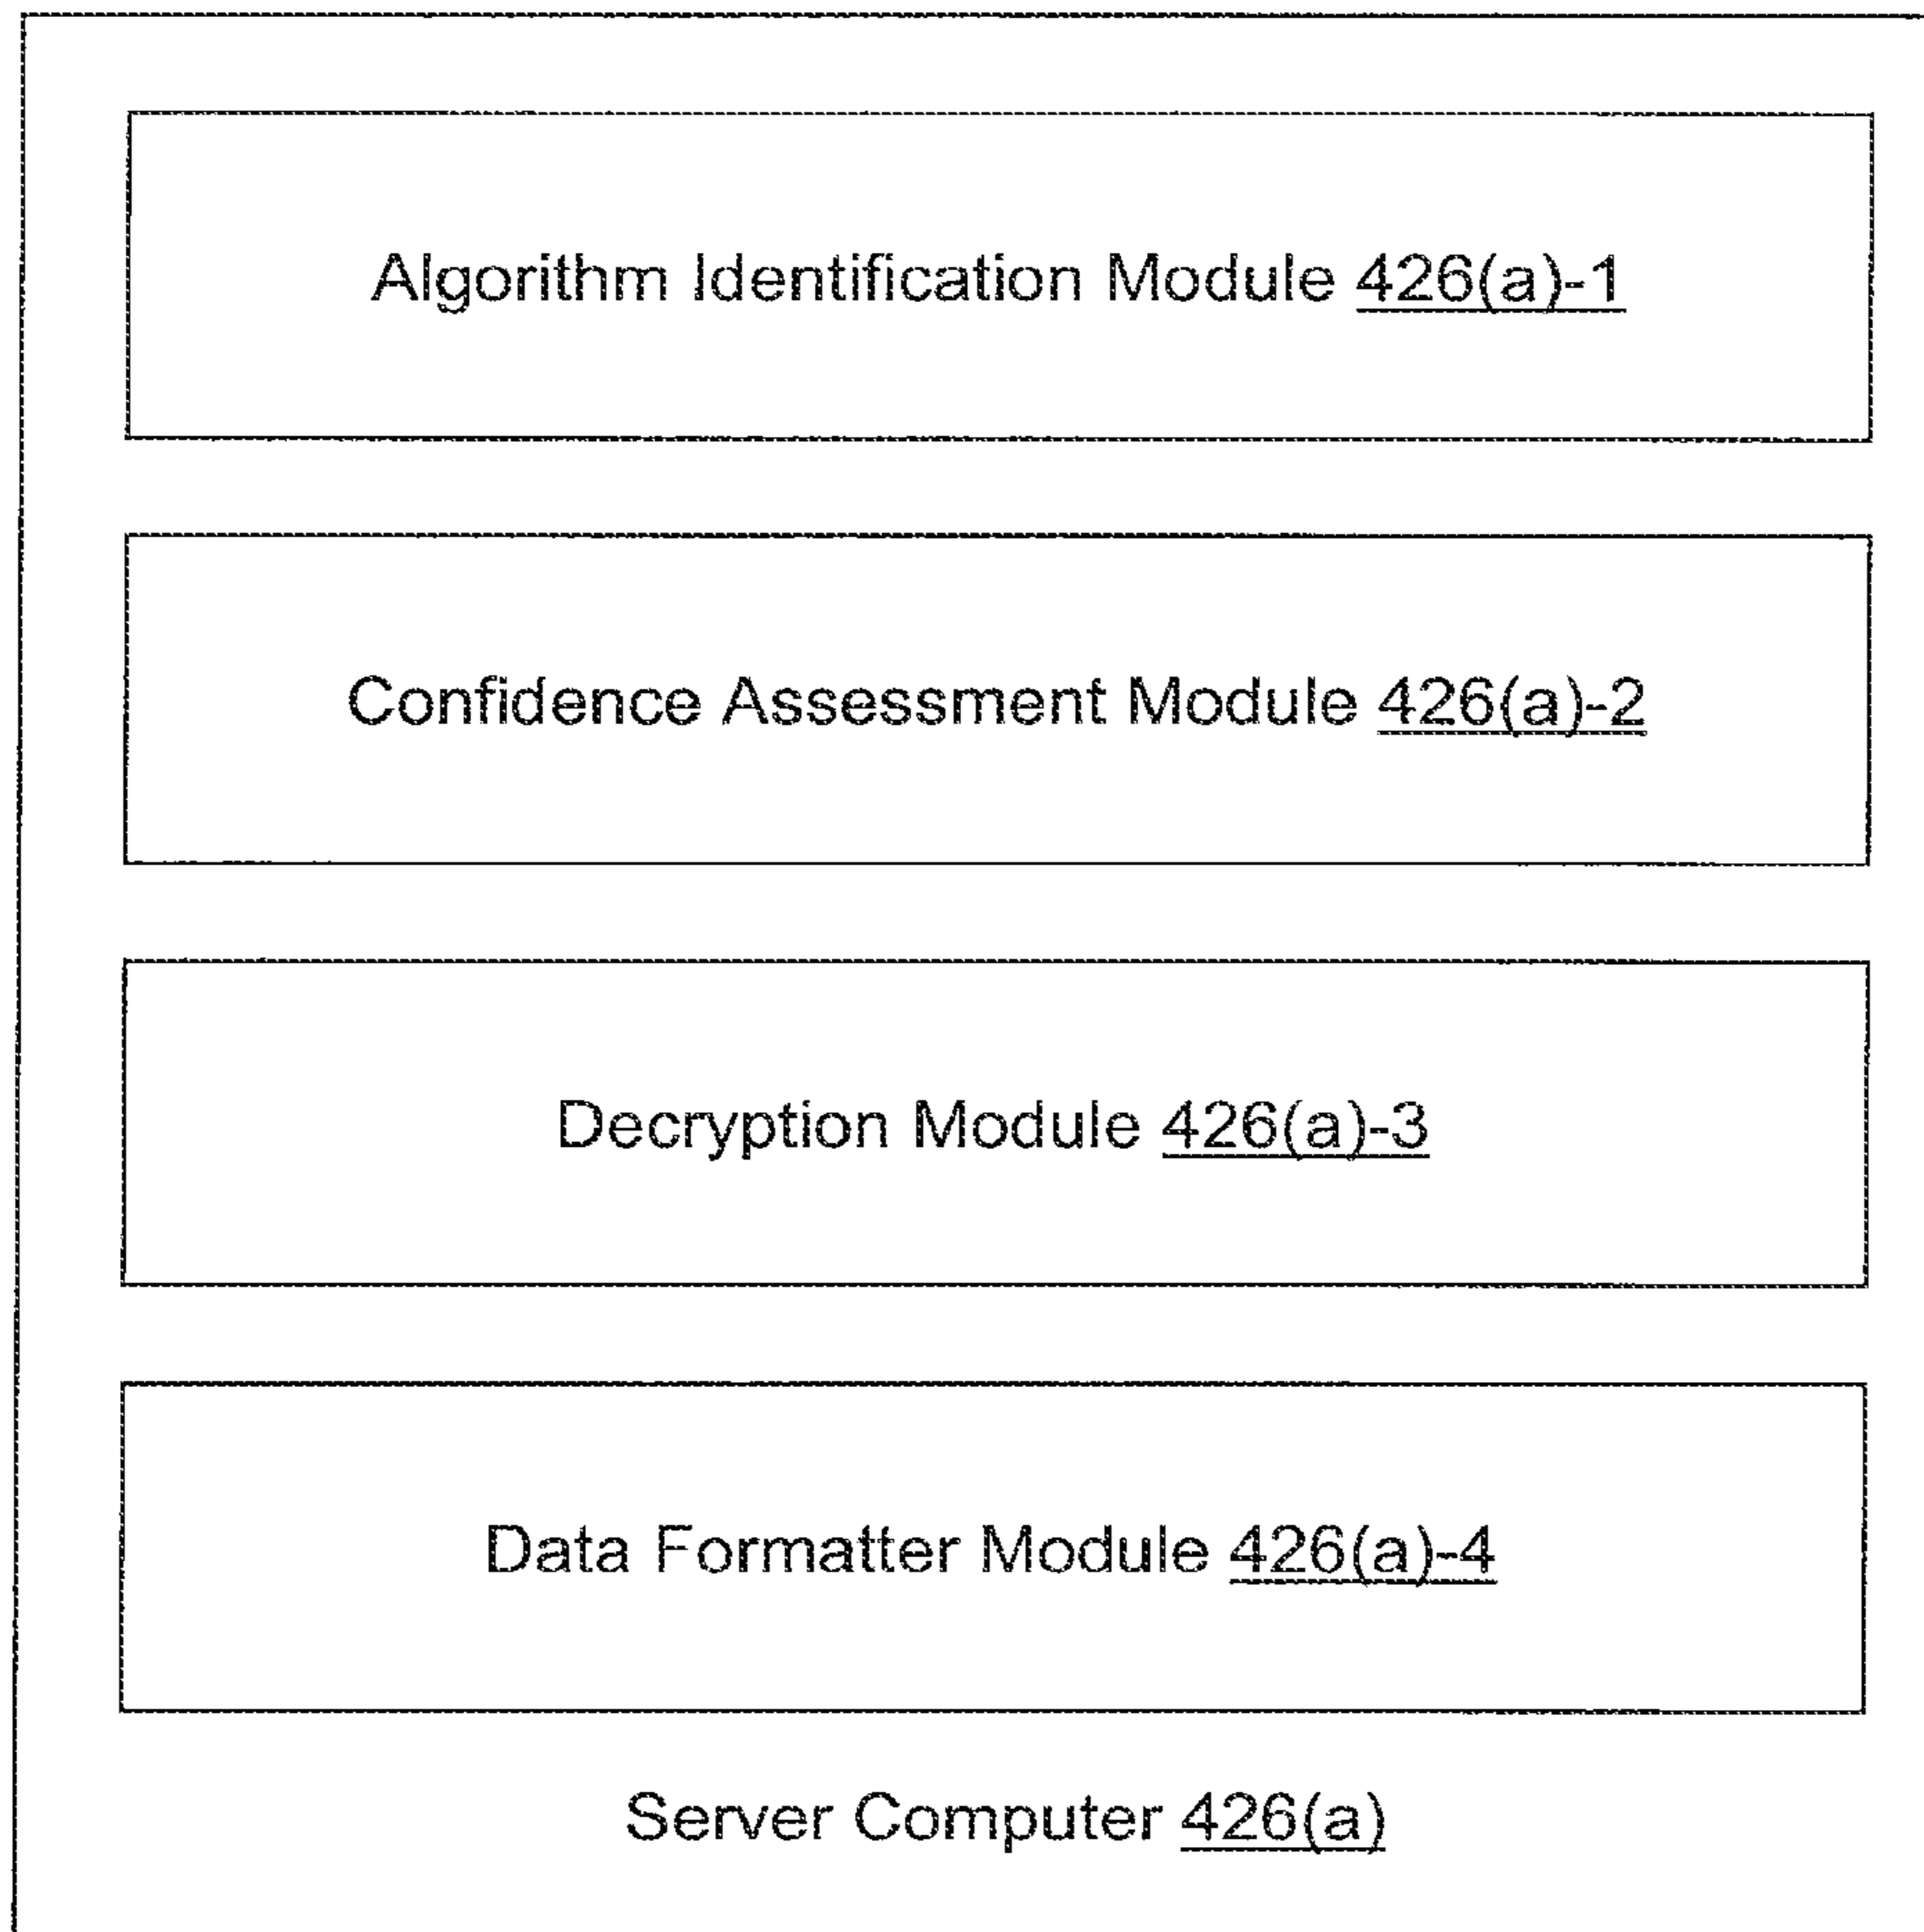 Algorithm Identification Module 426(a)-1
Confidence Assessment Module 426(a)-2
Decryption Module 426(a)-3
Data Formatter Module 426(a)-4
Server Computer 426(a)